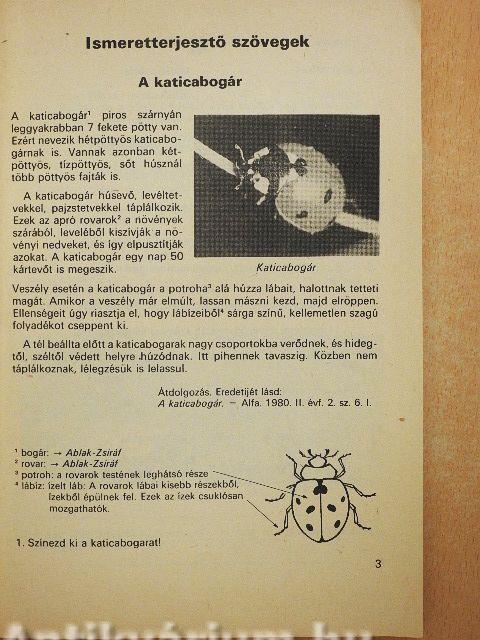 Ismeretterjesztő szövegek
A katicabogár
A katicabogár¹ piros szárnyán
leggyakrabban 7 fekete pötty van.
Ezért nevezik hétpöttyös katicabo-
gárnak is. Vannak azonban két-
pöttyös, tízpöttyös, sőt húsznál
több pöttyös fajták is.
A katicabogár húsevő, levéltet-
vekkel, pajzstetvekkel táplálkozik.
Ezek az apró rovarok² a növények
szárából, leveléből kiszívják a nö-
vényi nedveket, és így elpusztítják
azokat. A katicabogár egy nap 50
kártevőt is megeszik.
Katicabogár
Veszély esetén a katicabogár a potroha³ alá húzza lábait, halottnak tetteti
magát. Amikor a veszély már elmúlt, lassan mászni kezd, majd elröppen.
Ellenségeit úgy riasztja el, hogy lábízeiből⁴ sárga színű, kellemetlen szagú
folyadékot cseppent ki.
A tél beállta előtt a katicabogarak nagy csoportokba verődnek, és hideg-
től, széltől védett helyre húzódnak. Itt pihennek tavaszig. Közben nem
táplálkoznak, lélegzésük is lelassul.
Átdolgozás. Eredetijét lásd:
A katicabogár. – Alfa. 1980. II. évf. 2. sz. 6. l.
¹ bogár: → Ablak-Zsiráf
² rovar: → Ablak-Zsiráf
³ potroh: a rovarok testének leghátsó része
⁴ lábíz: ízelt láb: A rovarok lábai kisebb részekből,
ízekből épülnek fel. Ezek az ízek csuklósan
mozgathatók.
1. Színezd ki a katicabogarat!
3
Antikvárium.hu